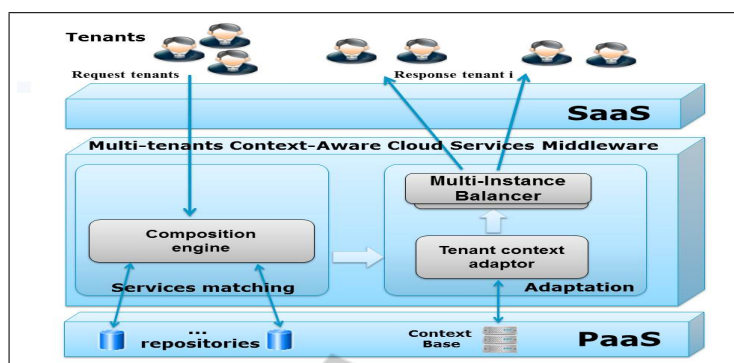 Tenants
Request tenants
Response tenant i
SaaS
Multi-tenants Context-Aware Cloud Services Middleware
Composition
engine
Services matching
Multi-Instance
Balancer
Tenant context
adaptor
Adaptation
...
repositories
Context
Base
PaaS